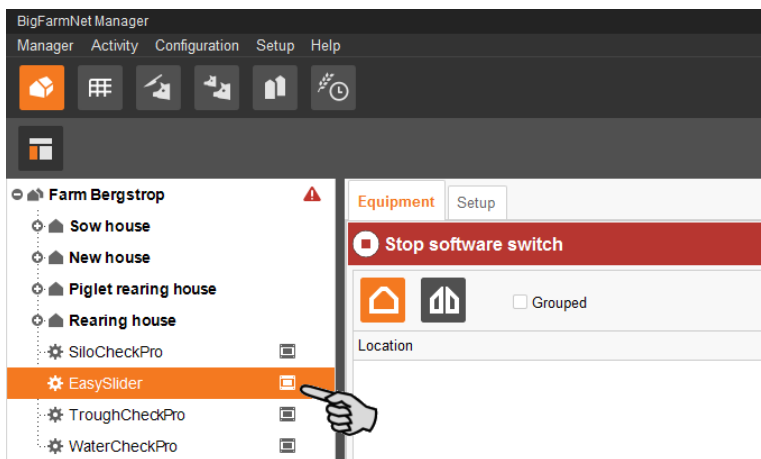 BigFarmNet Manager
Manager Activity Configuration Setup Help
Farm Bergstrop
Sow house
New house
Piglet rearing house
Rearing house
SiloCheckPro
EasySlider
TroughCheckPro
WaterCheckPro
Equipment Setup
Stop software switch
Grouped
Location